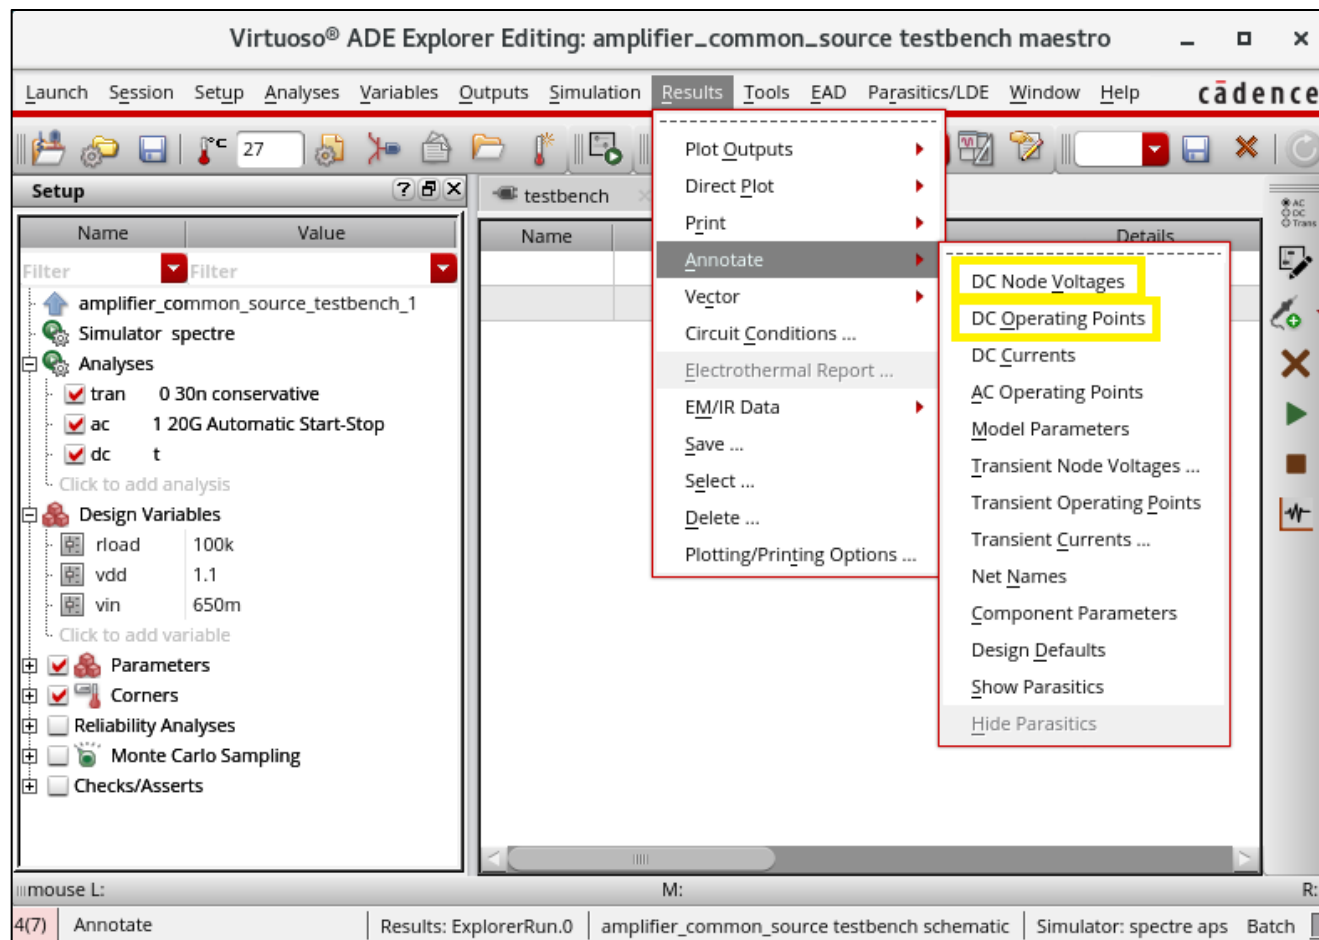 Virtuoso® ADE Explorer Editing: amplifier_common_source testbench maestro
Launch Session Setup Analyses Variables Outputs Simulation Results Tools EAD Parasitics/LDE Window Help cādence
°C 27
Setup
testbench
Name Value
Filter Filter
amplifier_common_source_testbench_1
Simulator spectre
Analyses
tran 0 30n conservative
ac 1 20G Automatic Start-Stop
dc t
Click to add analysis
Design Variables
rload 100k
vdd 1.1
vin 650m
Click to add variable
Parameters
Corners
Reliability Analyses
Monte Carlo Sampling
Checks/Asserts
Name Details
Plot Outputs
Direct Plot
Print
Annotate
Vector
Circuit Conditions ...
Electrothermal Report ...
EM/IR Data
Save ...
Select ...
Delete ...
Plotting/Printing Options ...
DC Node Voltages
DC Operating Points
DC Currents
AC Operating Points
Model Parameters
Transient Node Voltages ...
Transient Operating Points
Transient Currents ...
Net Names
Component Parameters
Design Defaults
Show Parasitics
Hide Parasitics
AC
DC
Trans
mouse L: M: R:
4(7) Annotate Results: ExplorerRun.0 amplifier_common_source testbench schematic Simulator: spectre aps Batch